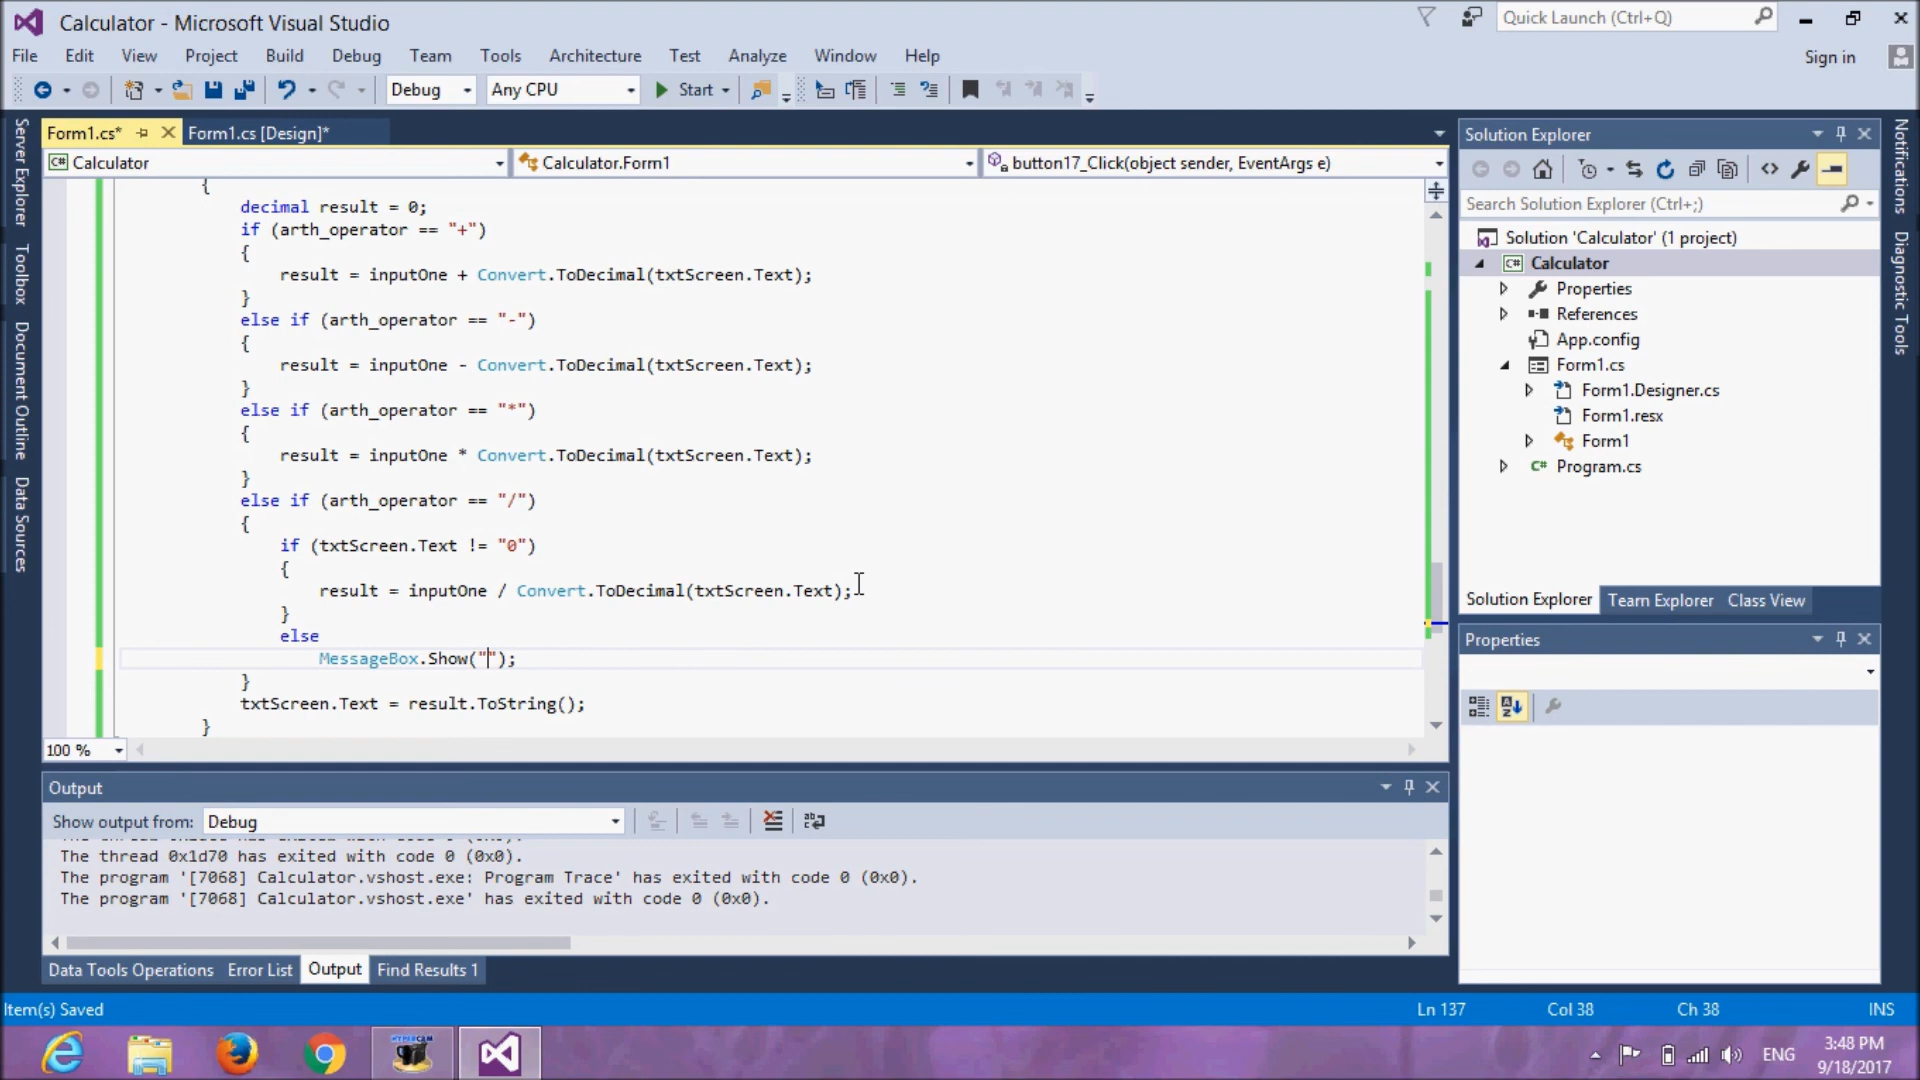 Calculator - Microsoft Visual Studio
Quick Launch (Ctrl+Q)
File Edit View Project Build Debug Team Tools Architecture Test Analyze Window Help
Sign in
Debug Any CPU Start
Form1.cs* Form1.cs [Design]*
Calculator Calculator.Form1 button17_Click(object sender, EventArgs e)
{
decimal result = 0;
if (arth_operator == "+")
{
result = inputOne + Convert.ToDecimal(txtScreen.Text);
}
else if (arth_operator == "-")
{
result = inputOne - Convert.ToDecimal(txtScreen.Text);
}
else if (arth_operator == "*")
{
result = inputOne * Convert.ToDecimal(txtScreen.Text);
}
else if (arth_operator == "/")
{
if (txtScreen.Text != "0")
{
result = inputOne / Convert.ToDecimal(txtScreen.Text);
}
else
MessageBox.Show("");
}
txtScreen.Text = result.ToString();
}
100 %
Server Explorer
Toolbox
Document Outline
Data Sources
Output
Show output from: Debug
The thread 0x1d70 has exited with code 0 (0x0).
The program '[7068] Calculator.vshost.exe: Program Trace' has exited with code 0 (0x0).
The program '[7068] Calculator.vshost.exe' has exited with code 0 (0x0).
Data Tools Operations Error List Output Find Results 1
Solution Explorer
Search Solution Explorer (Ctrl+;)
Solution 'Calculator' (1 project)
C# Calculator
Properties
References
App.config
Form1.cs
Form1.Designer.cs
Form1.resx
Form1
C# Program.cs
Solution Explorer Team Explorer Class View
Properties
Notifications
Diagnostic Tools
Item(s) Saved
Ln 137 Col 38 Ch 38 INS
HYPERCAM
ENG
3:48 PM
9/18/2017